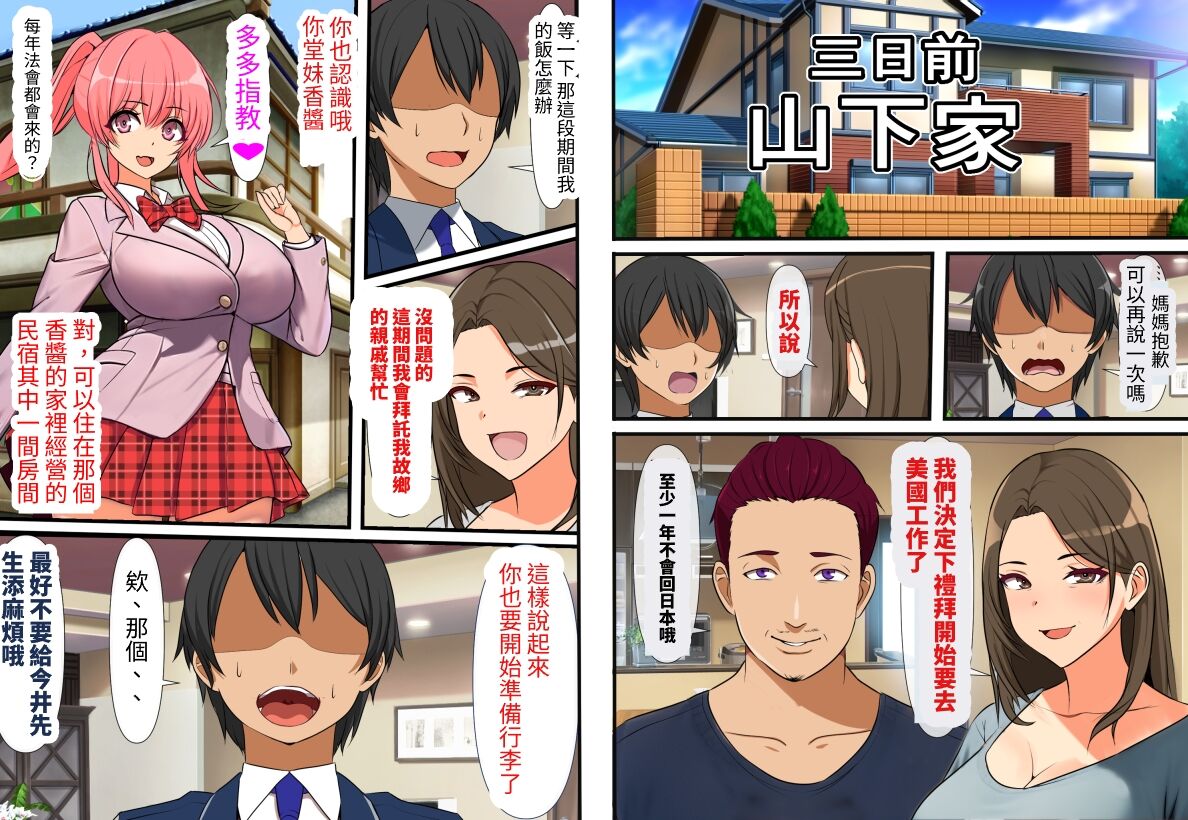 三日前
山下家
… 媽媽抱歉
可以再說一次嗎
所以說
我們決定下禮拜開始要去
美國工作了
至少一年不會回日本哦
等一下 那這段期間我
的飯怎麼辦
沒問題的
這期間我會拜託我故鄉
的親戚幫忙
你也認識哦
你堂妹香醬
多多指教
每年法會都會來的？
對，可以住在那個
香醬的家裡經營的
民宿其中一間房間
這樣說起來
你也要開始準備行李了
欸、那個、、
最好不要給今井先
生添麻煩哦